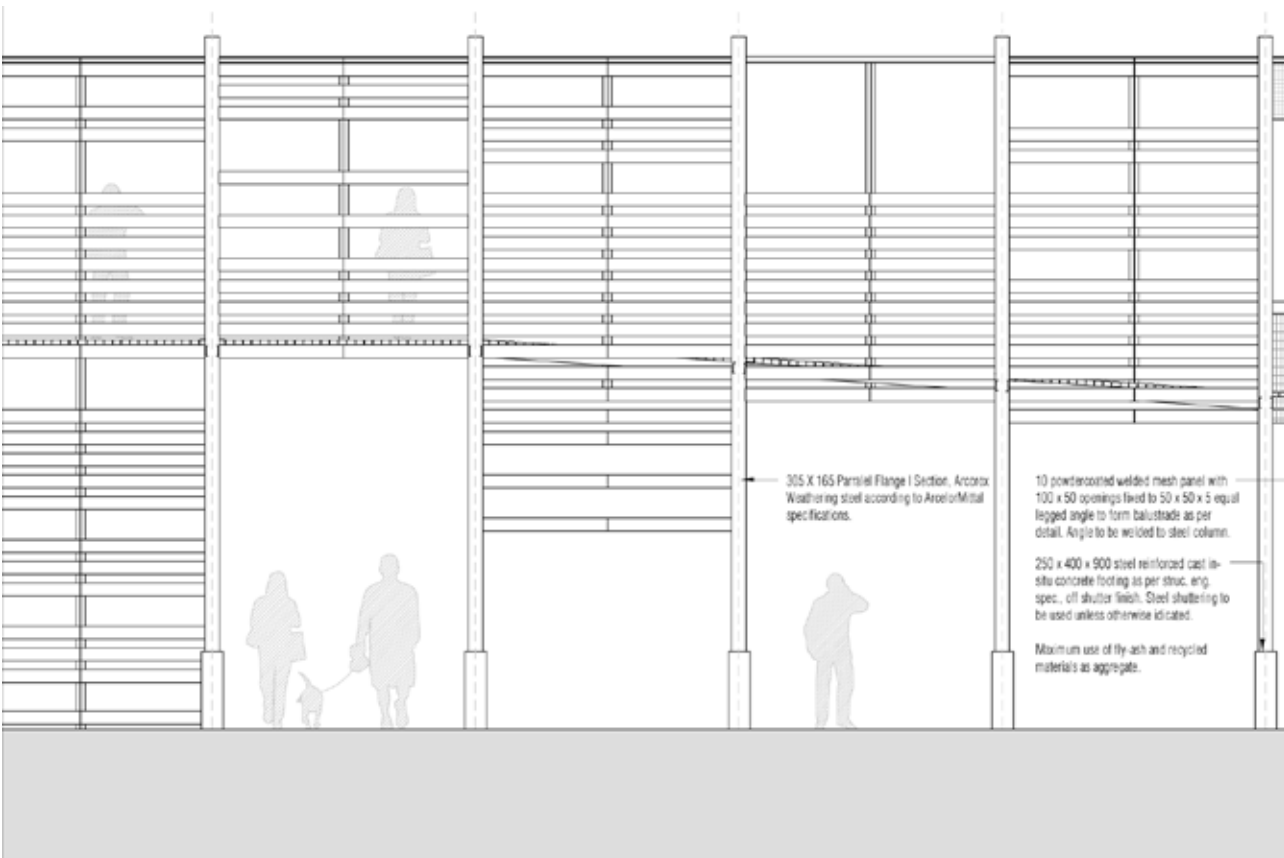 305 X 165 Parralel Flange I Section, Arcorox
Weathering steel according to ArcelorMittal
specifications.
10 powdercoated welded mesh panel with
100 x 50 openings fixed to 50 x 50 x 5 equal
legged angle to form balustrade as per
detail. Angle to be welded to steel column.
250 x 400 x 900 steel reinforced cast in-
situ concrete footing as per struc. eng.
spec., off shutter finish. Steel shuttering to
be used unless otherwise idicated.
Maximum use of fly-ash and recycled
materials as aggregate.